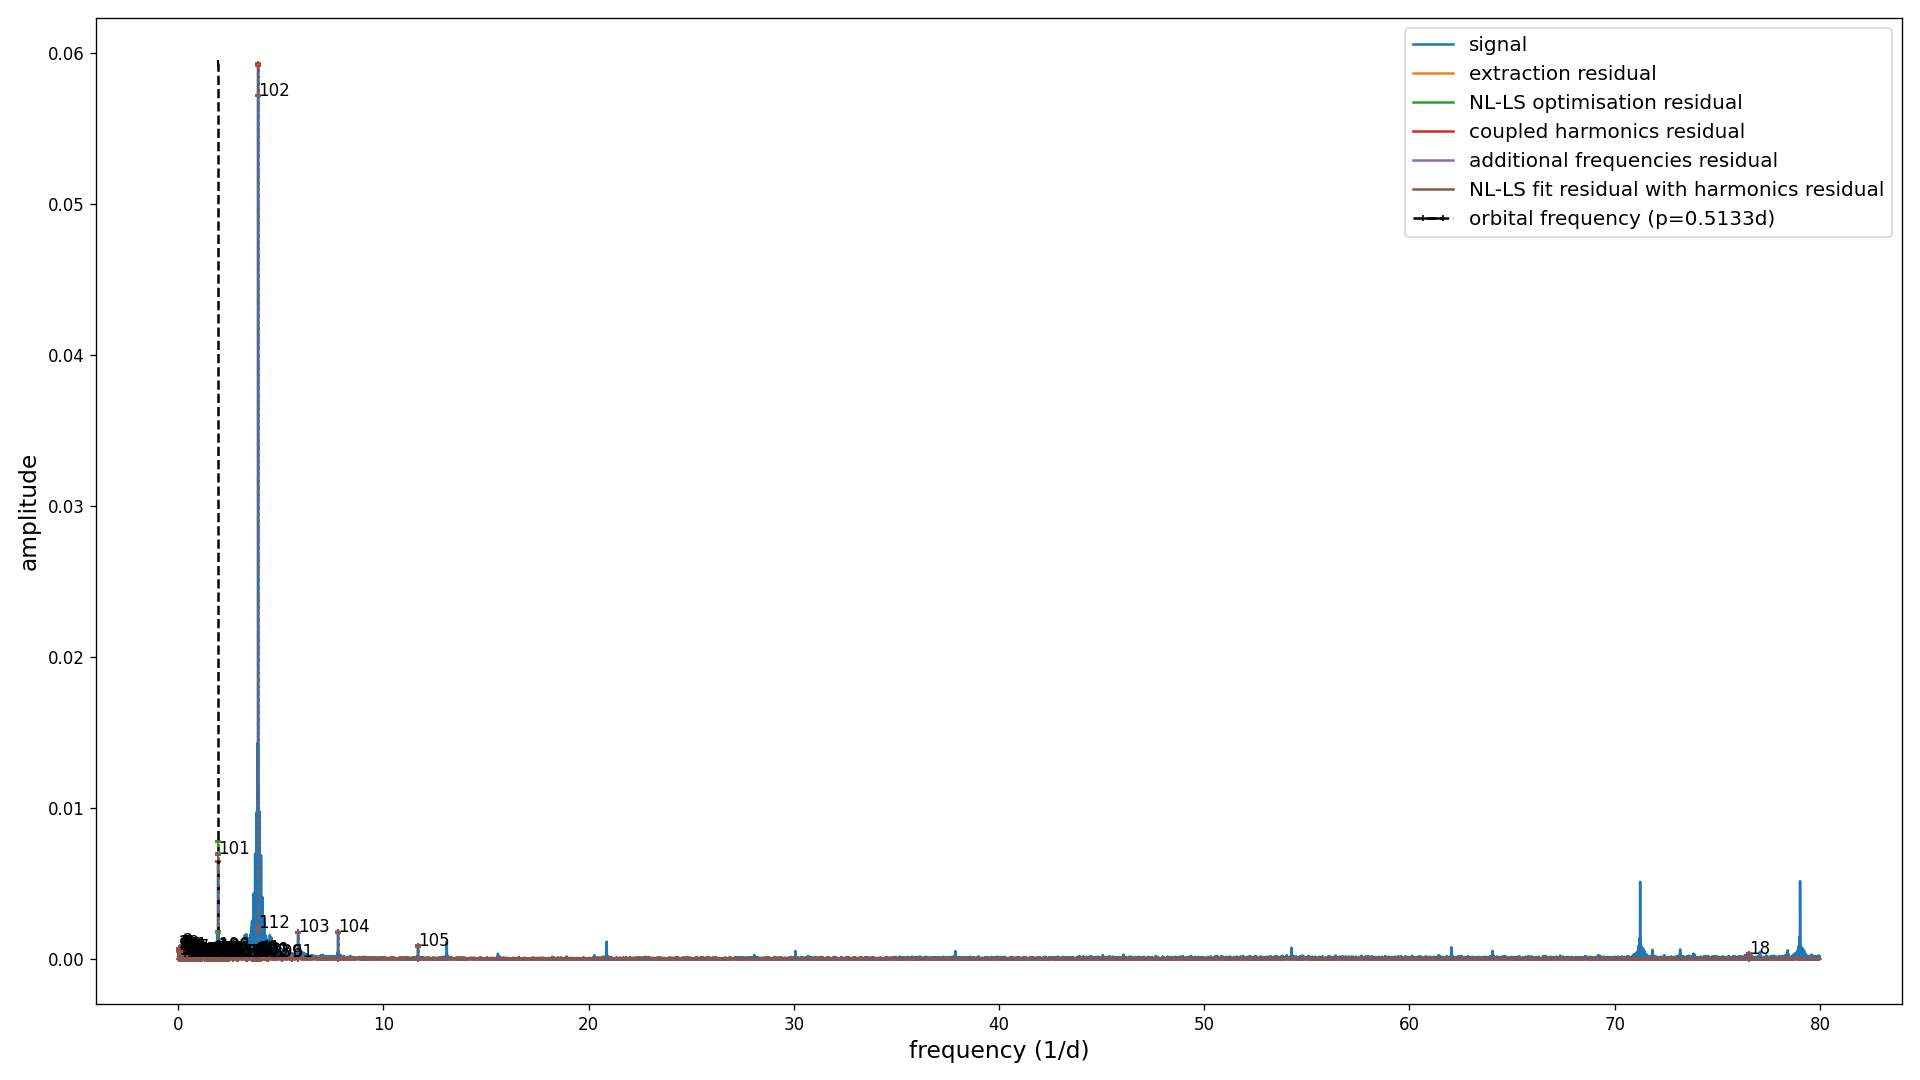 signal
extraction residual
NL-LS optimisation residual
coupled harmonics residual
additional frequencies residual
NL-LS fit residual with harmonics residual
orbital frequency (p=0.5133d)
0.06
0.05
0.04
0.03
0.02
0.01
0.00
amplitude
102
101
112
103
104
105
18
0
10
20
30
40
50
60
70
80
frequency (1/d)